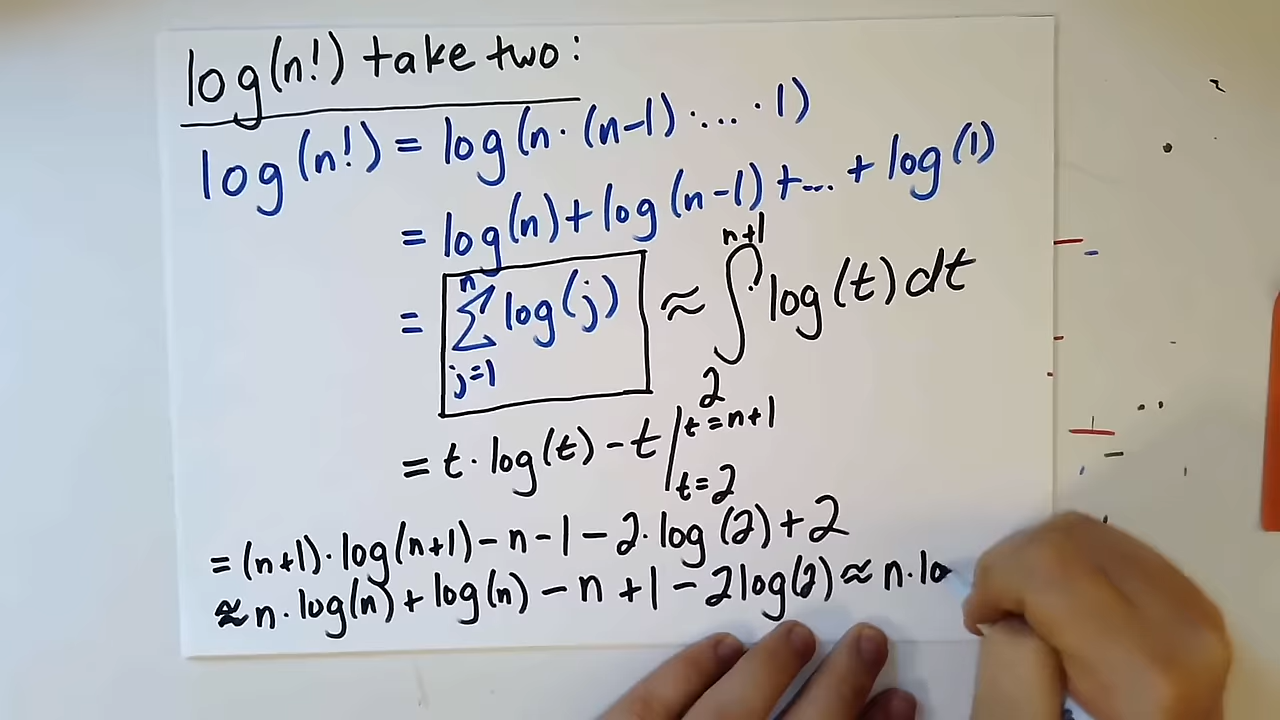 log(n!) take two:
log(n!) = log(n·(n-1)·...·1)
= log(n)+log(n-1)+...+log(1)
= n∑j=1 log(j) ≈ ∫2^n+1 log(t)dt
= t·log(t)-t |t=2^t=n+1
=(n+1)·log(n+1)-n-1-2·log(2)+2
≈n·log(n)+log(n)-n+1-2log(2)≈n·lo